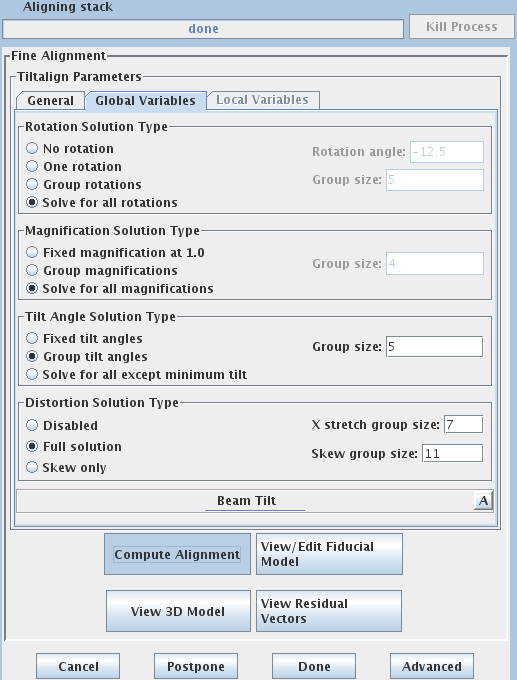 Aligning stack
done
Kill Process
Fine Alignment
Tiltalign Parameters
General
Global Variables
Local Variables
Rotation Solution Type
No rotation
Rotation angle: -12.5
One rotation
Group rotations
Group size: 5
Solve for all rotations
Magnification Solution Type
Fixed magnification at 1.0
Group magnifications
Group size: 4
Solve for all magnifications
Tilt Angle Solution Type
Fixed tilt angles
Group tilt angles
Group size: 5
Solve for all except minimum tilt
Distortion Solution Type
Disabled
X stretch group size: 7
Full solution
Skew group size: 11
Skew only
Beam Tilt
A
Compute Alignment
View/Edit Fiducial
Model
View 3D Model
View Residual
Vectors
Cancel
Postpone
Done
Advanced